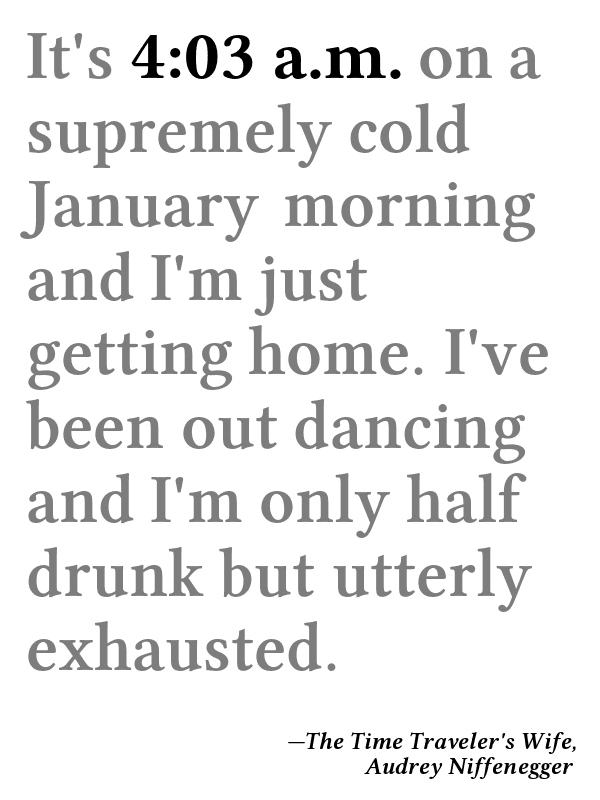 It's 4:03 a.m. on a
supremely cold
January morning
and I'm just
getting home. I've
been out dancing
and I'm only half
drunk but utterly
exhausted.
—The Time Traveler's Wife,
Audrey Niffenegger